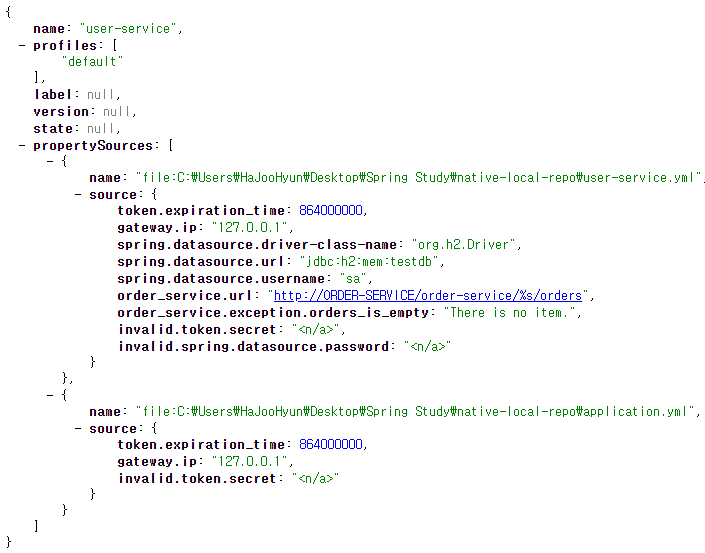 {
name: "user-service",
- profiles: [
"default"
],
label: null,
version: null,
state: null,
- propertySources: [
- {
name: "file:C:₩Users₩HaJooHyun₩Desktop₩Spring Study₩native-local-repo₩user-service.yml",
- source: {
token.expiration_time: 864000000,
gateway.ip: "127.0.0.1",
spring.datasource.driver-class-name: "org.h2.Driver",
spring.datasource.url: "jdbc:h2:mem:testdb",
spring.datasource.username: "sa",
order_service.url: "http://ORDER-SERVICE/order-service/%s/orders",
order_service.exception.orders_is_empty: "There is no item.",
invalid.token.secret: "<n/a>",
invalid.spring.datasource.password: "<n/a>"
}
},
- {
name: "file:C:₩Users₩HaJooHyun₩Desktop₩Spring Study₩native-local-repo₩application.yml",
- source: {
token.expiration_time: 864000000,
gateway.ip: "127.0.0.1",
invalid.token.secret: "<n/a>"
}
}
]
}